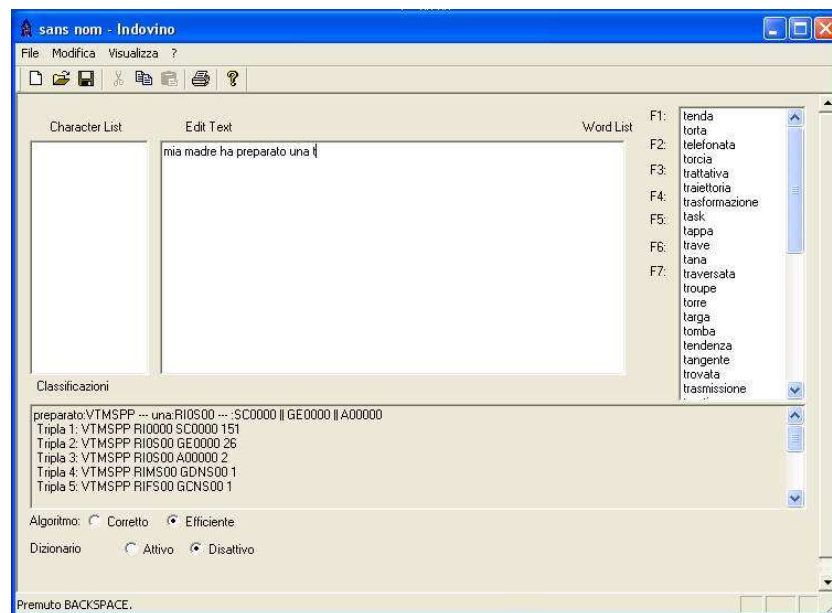 sans nom - Indovino
File Modifica Visualizza ?
Character List Edit Text Word List
mia madre ha preparato una t
F1:
F2:
F3:
F4:
F5:
F6:
F7:
tenda
torta
telefonata
torcia
trattativa
traiettoria
trasformazione
task
tappa
trave
tana
traversata
troupe
torre
targa
tomba
tendenza
tangente
trovata
trasmissione
Classificazioni
preparato:VTMSPP --- una:RI0S00 --- :SC0000 || GE0000 || A00000
Tripla 1: VTMSPP RI0000 SC0000 151
Tripla 2: VTMSPP RI0S00 GE0000 26
Tripla 3: VTMSPP RI0S00 A00000 2
Tripla 4: VTMSPP RIMS00 GDNS00 1
Tripla 5: VTMSPP RIFS00 GCNS00 1
Algoritmo: Corretto Efficiente
Dizionario Attivo Disattivo
Premuto BACKSPACE.